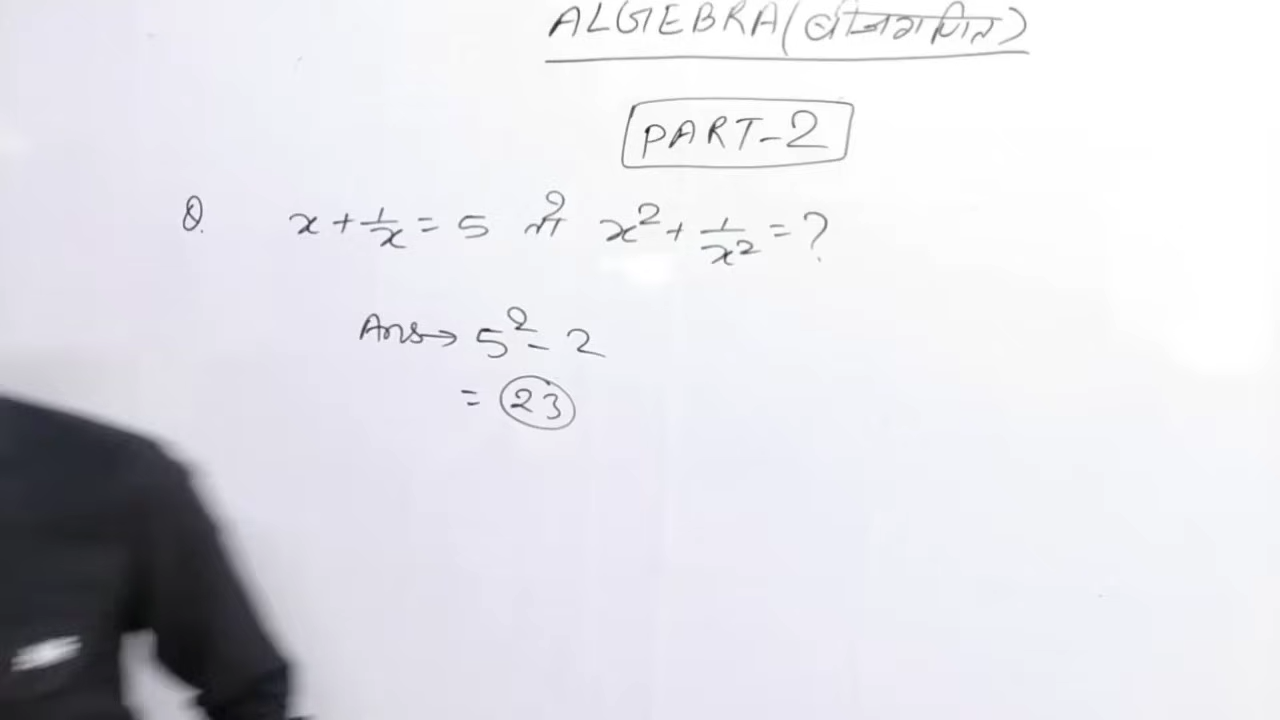 ALGEBRA (बीजगणित)
PART-2
Q. x + 1/x = 5 तो x² + 1/x² = ?
Ans → 5² - 2
= 23